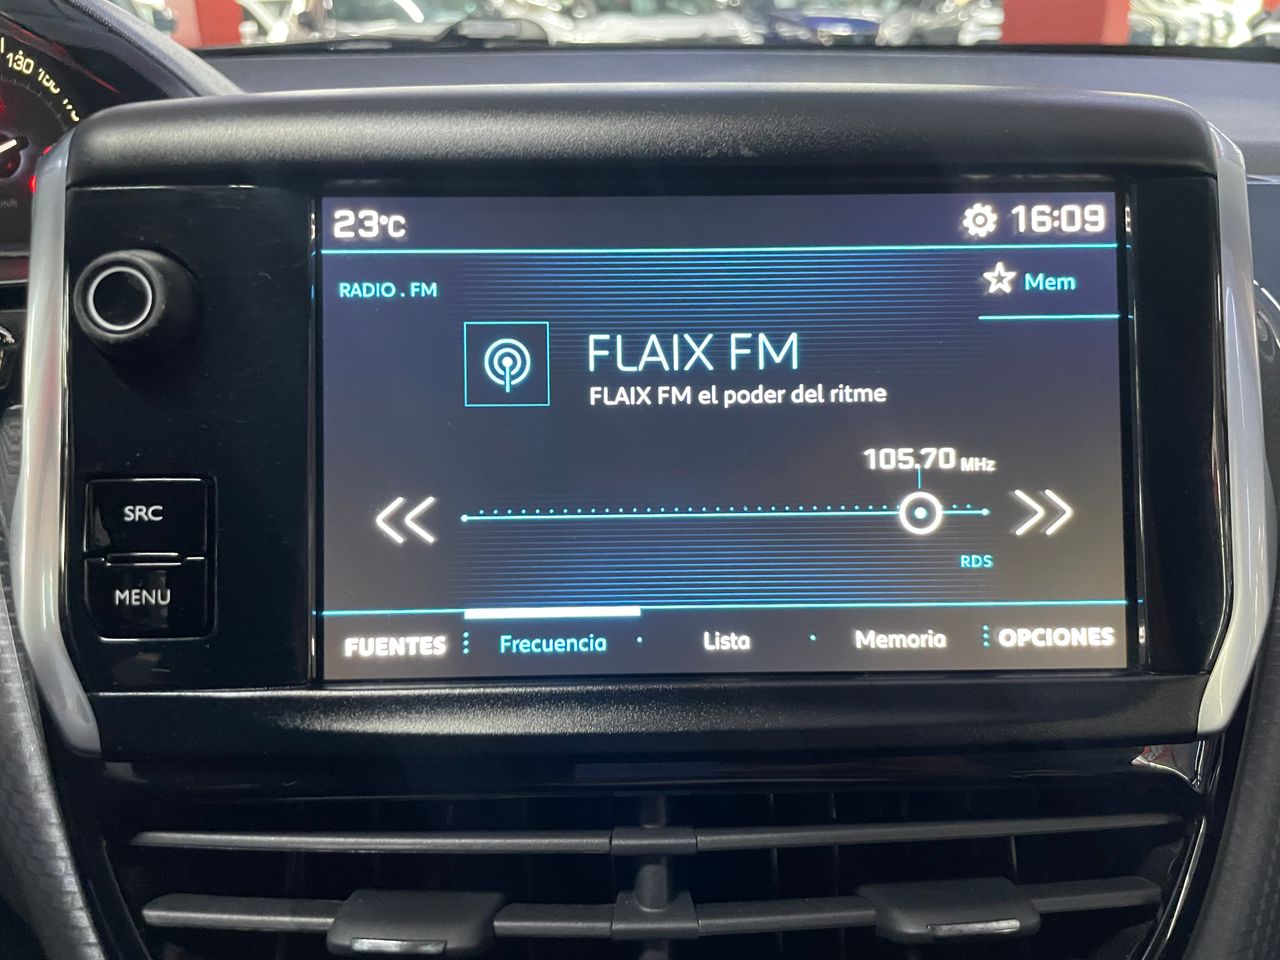 130
23°C
16:09
RADIO . FM
Mem
FLAIX FM
FLAIX FM el poder del ritme
105.70 MHz
SRC
RDS
MENU
FUENTES
Frecuencia
Lista
Memoria
OPCIONES